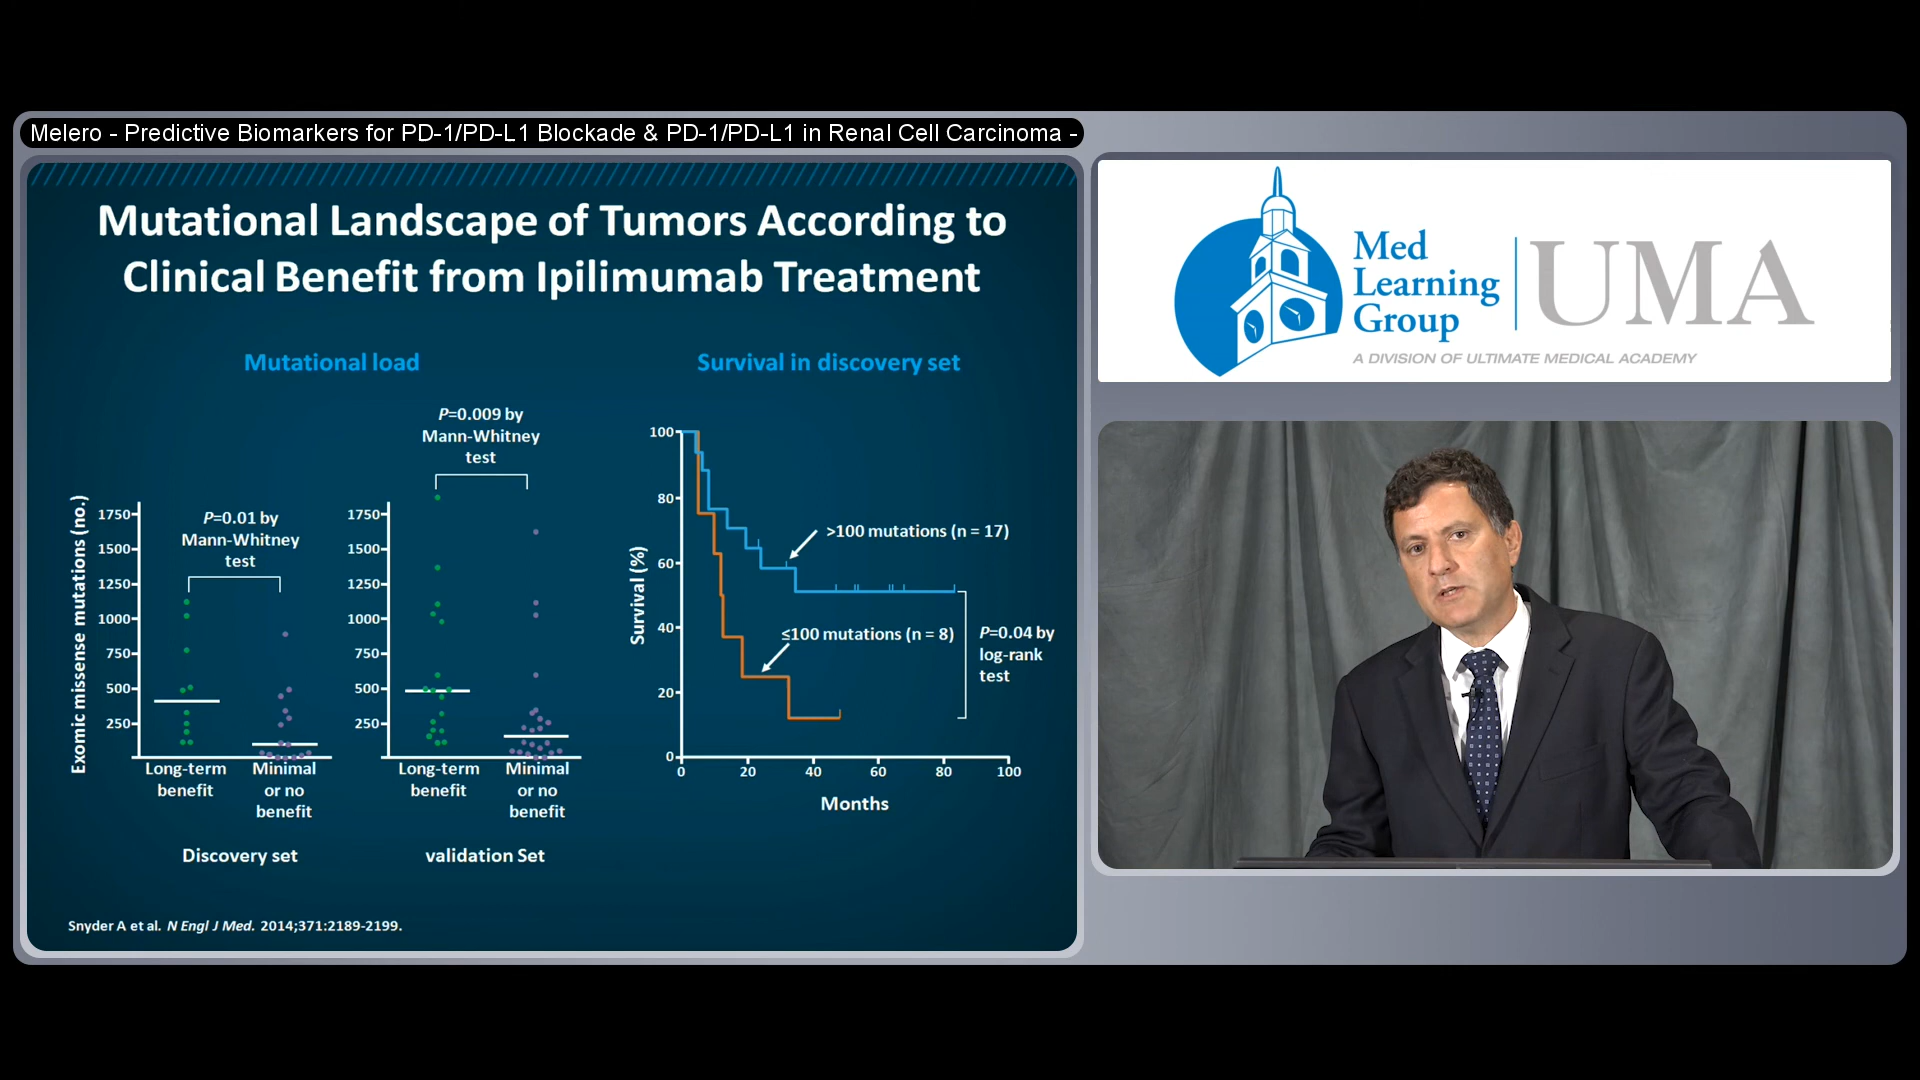 Melero - Predictive Biomarkers for PD-1/PD-L1 Blockade & PD-1/PD-L1 in Renal Cell Carcinoma -
Mutational Landscape of Tumors According to
Clinical Benefit from Ipilimumab Treatment
Mutational load
Exomic missense mutations (no.)
1750
1500
1250
1000
750
500
250
P=0.01 by
Mann-Whitney
test
Long-term
benefit
Minimal
or no
benefit
Discovery set
1750
1500
1250
1000
750
500
250
P=0.009 by
Mann-Whitney
test
Long-term
benefit
Minimal
or no
benefit
validation Set
Survival in discovery set
Survival (%)
100
80
60
40
20
0
>100 mutations (n = 17)
≤100 mutations (n = 8)
P=0.04 by
log-rank
test
0 20 40 60 80 100
Months
Snyder A et al. N Engl J Med. 2014;371:2189-2199.
Med
Learning
Group
UMA
A DIVISION OF ULTIMATE MEDICAL ACADEMY